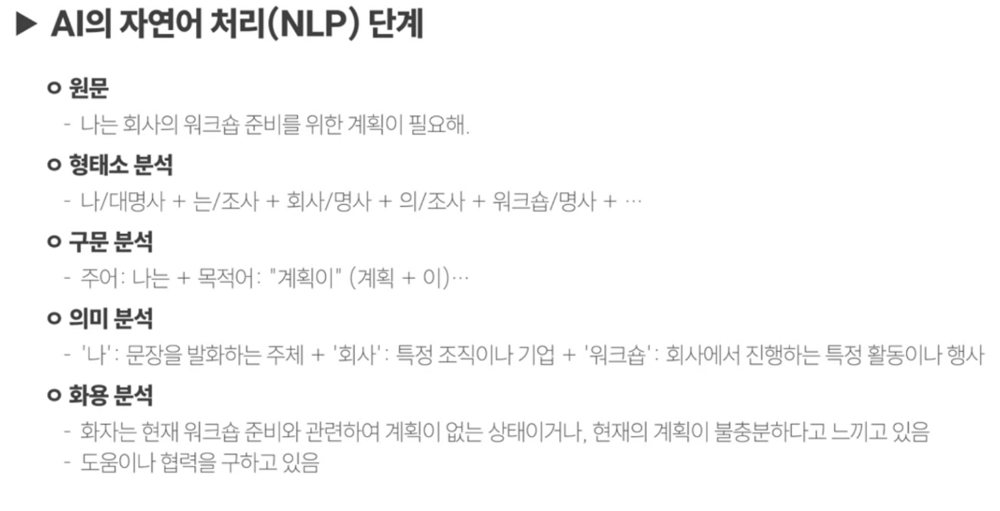 ▶ AI의 자연어 처리(NLP) 단계
ㅇ 원문
- 나는 회사의 워크숍 준비를 위한 계획이 필요해.
ㅇ 형태소 분석
- 나/대명사 + 는/조사 + 회사/명사 + 의/조사 + 워크숍/명사 + …
ㅇ 구문 분석
- 주어: 나는 + 목적어: "계획이" (계획 + 이)…
ㅇ 의미 분석
- '나': 문장을 발화하는 주체 + '회사': 특정 조직이나 기업 + '워크숍': 회사에서 진행하는 특정 활동이나 행사
ㅇ 화용 분석
- 화자는 현재 워크숍 준비와 관련하여 계획이 없는 상태이거나, 현재의 계획이 불충분하다고 느끼고 있음
- 도움이나 협력을 구하고 있음